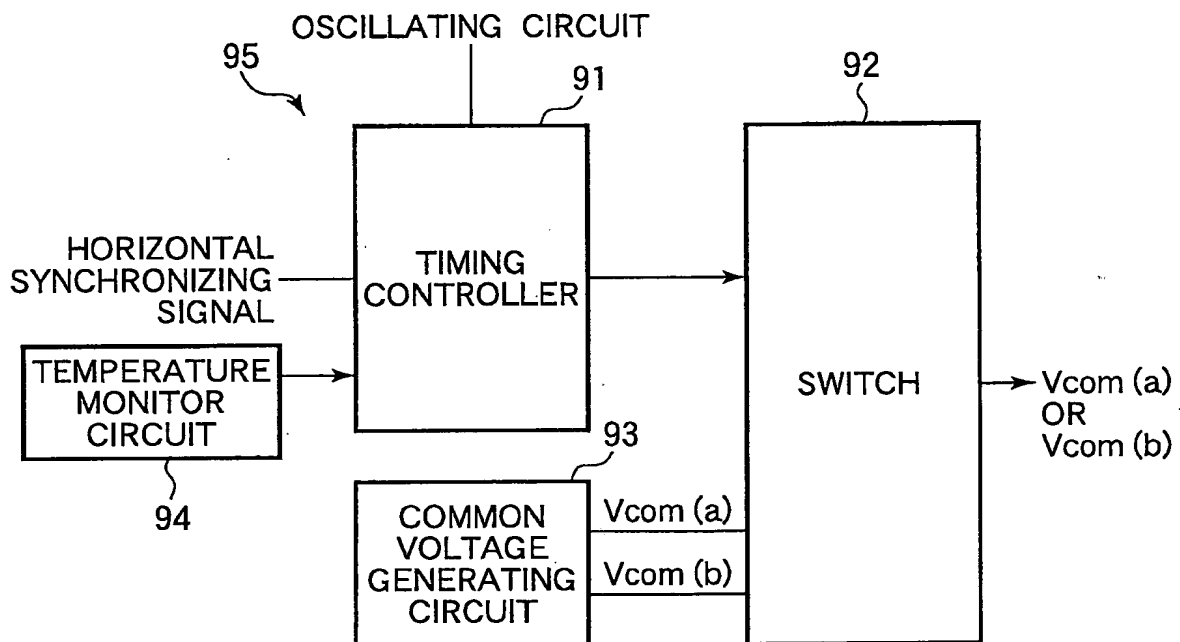 OSCILLATING CIRCUIT
95
91
92
HORIZONTAL
SYNCHRONIZING
SIGNAL
TIMING
CONTROLLER
TEMPERATURE
MONITOR
CIRCUIT
94
SWITCH
Vcom (a)
OR
Vcom (b)
93
COMMON
VOLTAGE
GENERATING
CIRCUIT
Vcom (a)
Vcom (b)